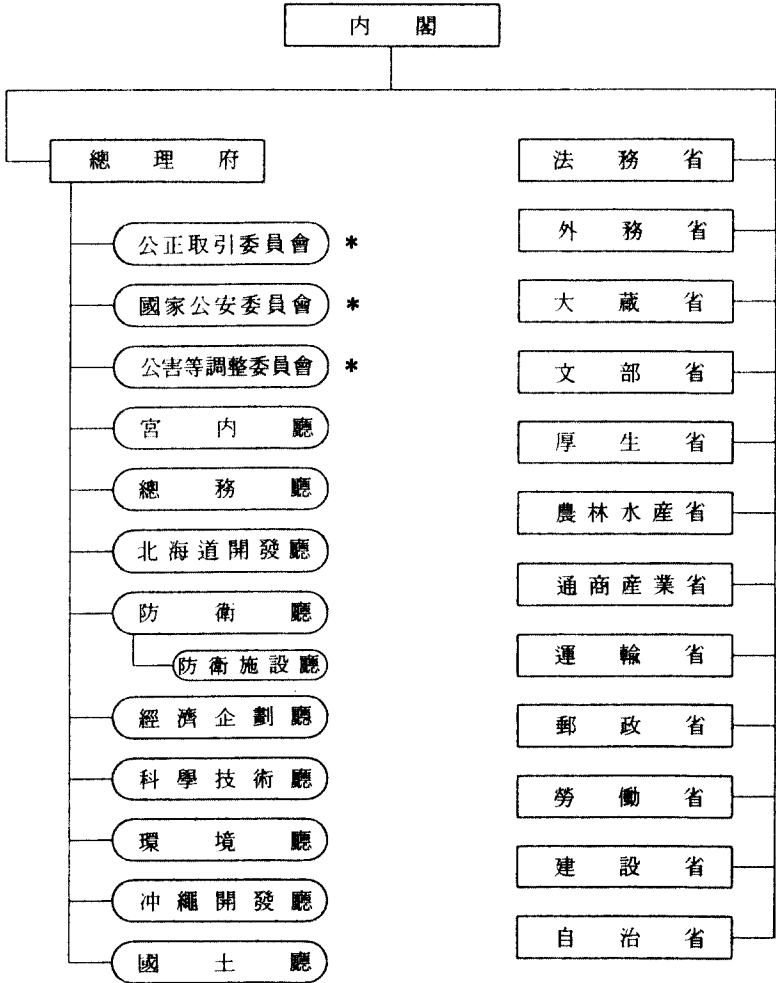 内閣
總理府
公正取引委員會 *
國家公安委員會 *
公害等調整委員會 *
宮内廳
總務廳
北海道開發廳
防衛廳
防衛施設廳
經濟企劃廳
科學技術廳
環境廳
沖繩開發廳
國土廳
法務省
外務省
大蔵省
文部省
厚生省
農林水産省
通商産業省
運輸省
郵政省
勞働省
建設省
自治省